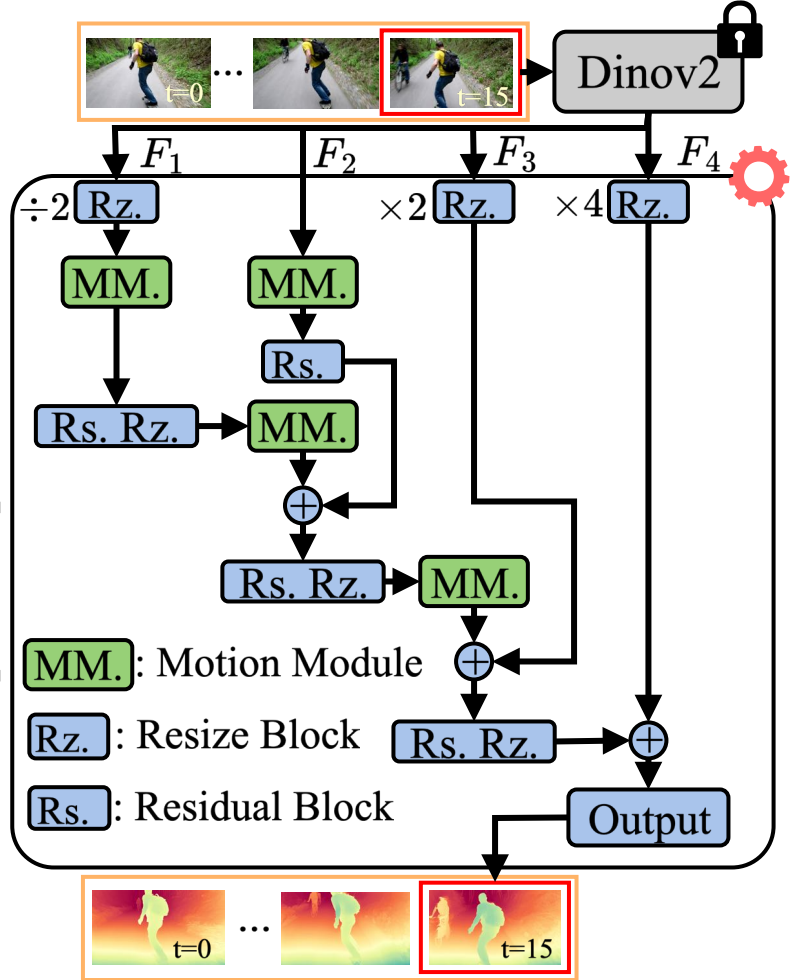 t=0 ... t=15 Dinov2
F₁ F₂ F₃ F₄
÷2 Rz. ×2 Rz. ×4 Rz.
MM. MM.
Rs.
Rs. Rz. MM.
+
Rs. Rz. MM.
MM. : Motion Module +
Rz. : Resize Block Rs. Rz. +
Rs. : Residual Block Output
t=0 ... t=15